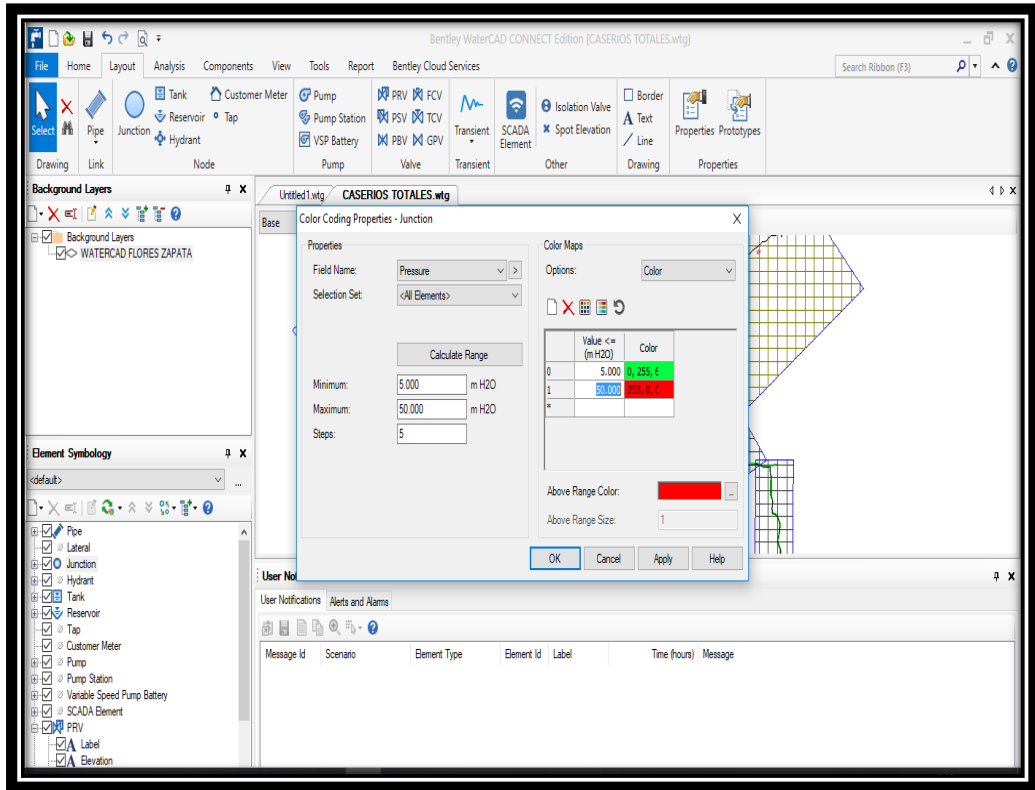 Bentley WaterCAD CONNECT Edition [CASERIOS TOTALES.wtg]
File Home Layout Analysis Components View Tools Report Bentley Cloud Services Search Ribbon (F3)
Select
Pipe
Junction
Tank
Reservoir
Hydrant
Customer Meter
Tap
Pump
Pump Station
VSP Battery
PRV FCV
PSV TCV
PBV GPV
Transient
SCADA
Element
Isolation Valve
Spot Elevation
Border
Text
Line
Properties Prototypes
Drawing Link Node Pump Valve Transient Other Drawing Properties
Background Layers
Background Layers
WATERCAD FLORES ZAPATA
Untitled1.wtg CASERIOS TOTALES.wtg
Base
Color Coding Properties - Junction
Properties
Field Name: Pressure
Selection Set: <All Elements>
Calculate Range
Minimum: 5.000 m H2O
Maximum: 50.000 m H2O
Steps: 5
Color Maps
Options: Color
Value <=
(m H2O) Color
0 5.000 0, 255, 6
1 50.000 255, 0, 0
*
Above Range Color:
Above Range Size: 1
OK Cancel Apply Help
Element Symbology
<default>
Pipe
Lateral
Junction
Hydrant
Tank
Reservoir
Tap
Customer Meter
Pump
Pump Station
Variable Speed Pump Battery
SCADA Element
PRV
Label
Elevation
User No
User Notifications Alerts and Alarms
Message Id Scenario Element Type Element Id Label Time (hours) Message